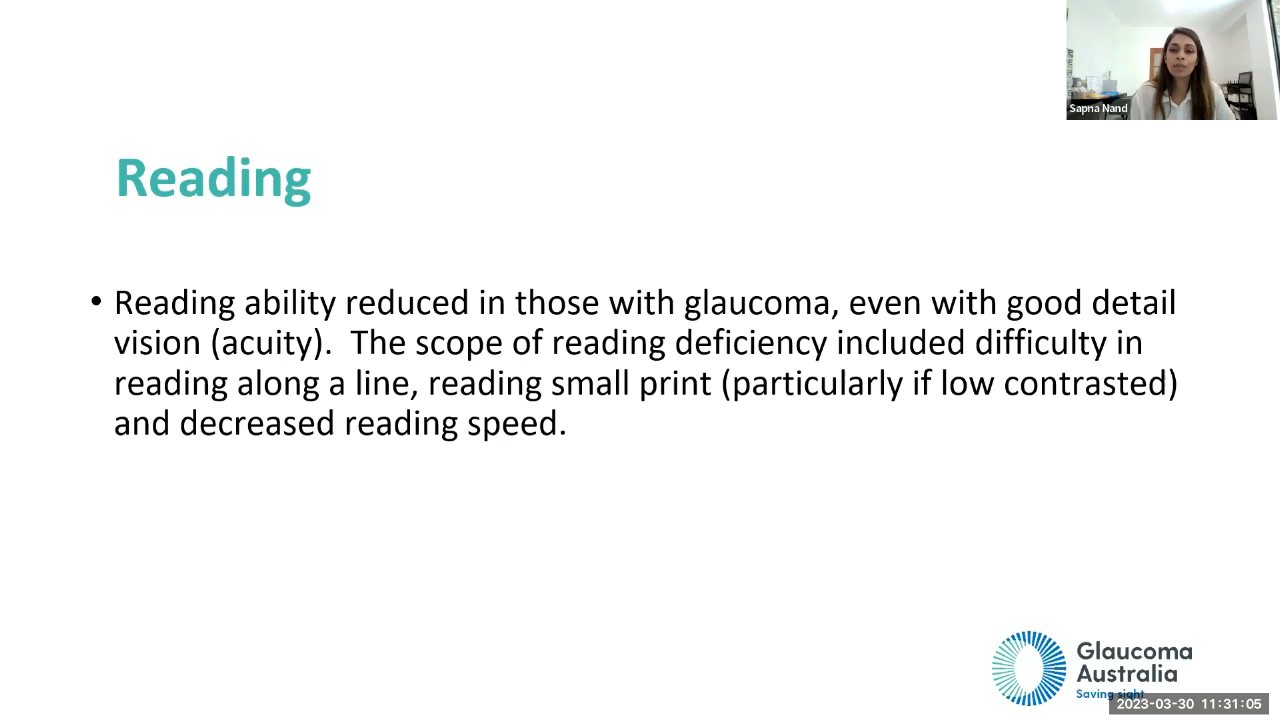 Sapna Nand
Reading
• Reading ability reduced in those with glaucoma, even with good detail
vision (acuity).  The scope of reading deficiency included difficulty in
reading along a line, reading small print (particularly if low contrasted)
and decreased reading speed.
Glaucoma
Australia
Saving sight
2023-03-30 11:31:05